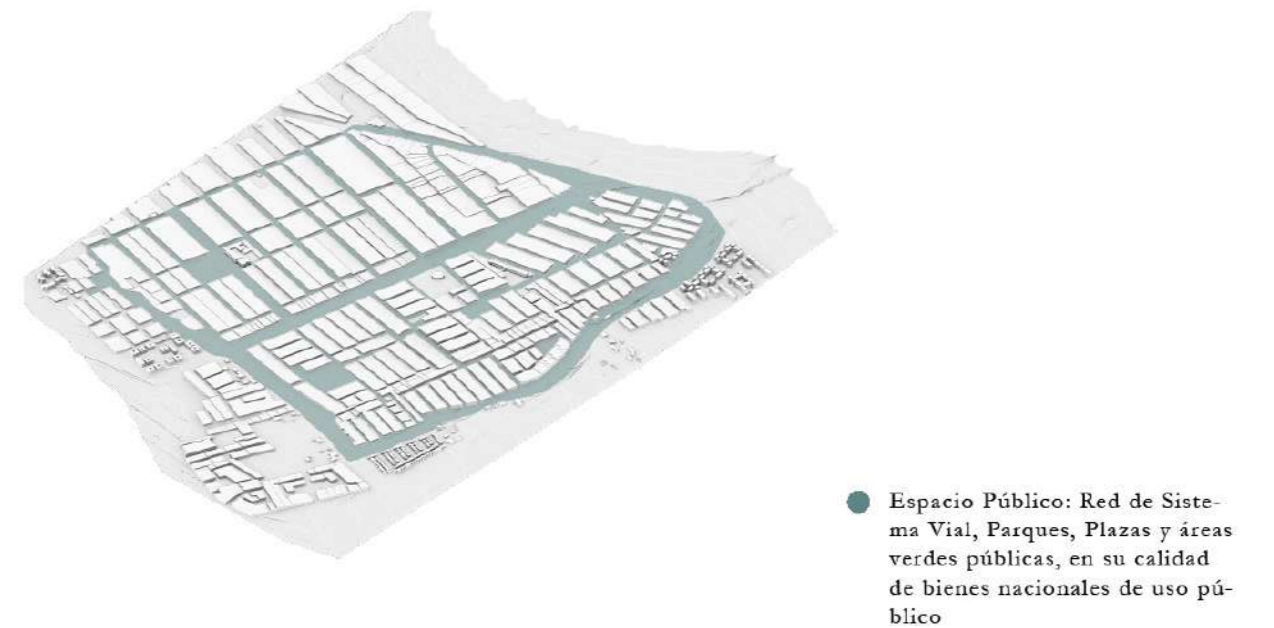 Espacio Público: Red de Siste-
ma Vial, Parques, Plazas y áreas
verdes públicas, en su calidad
de bienes nacionales de uso pú-
blico